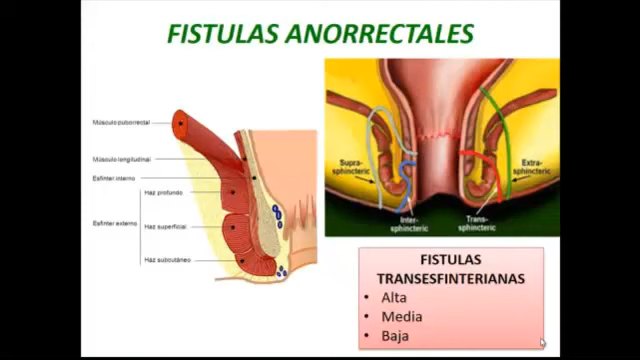 FISTULAS ANORRECTALES
Músculo puborrectal
Músculo longitudinal
Esfínter interno
Haz profundo
Esfínter externo
Haz superficial
Haz subcutáneo
Supra-
sphincteric
Extra-
sphincteric
Inter-
sphincteric
Trans-
sphincteric
FISTULAS
TRANSESFINTERIANAS
• Alta
• Media
• Baja